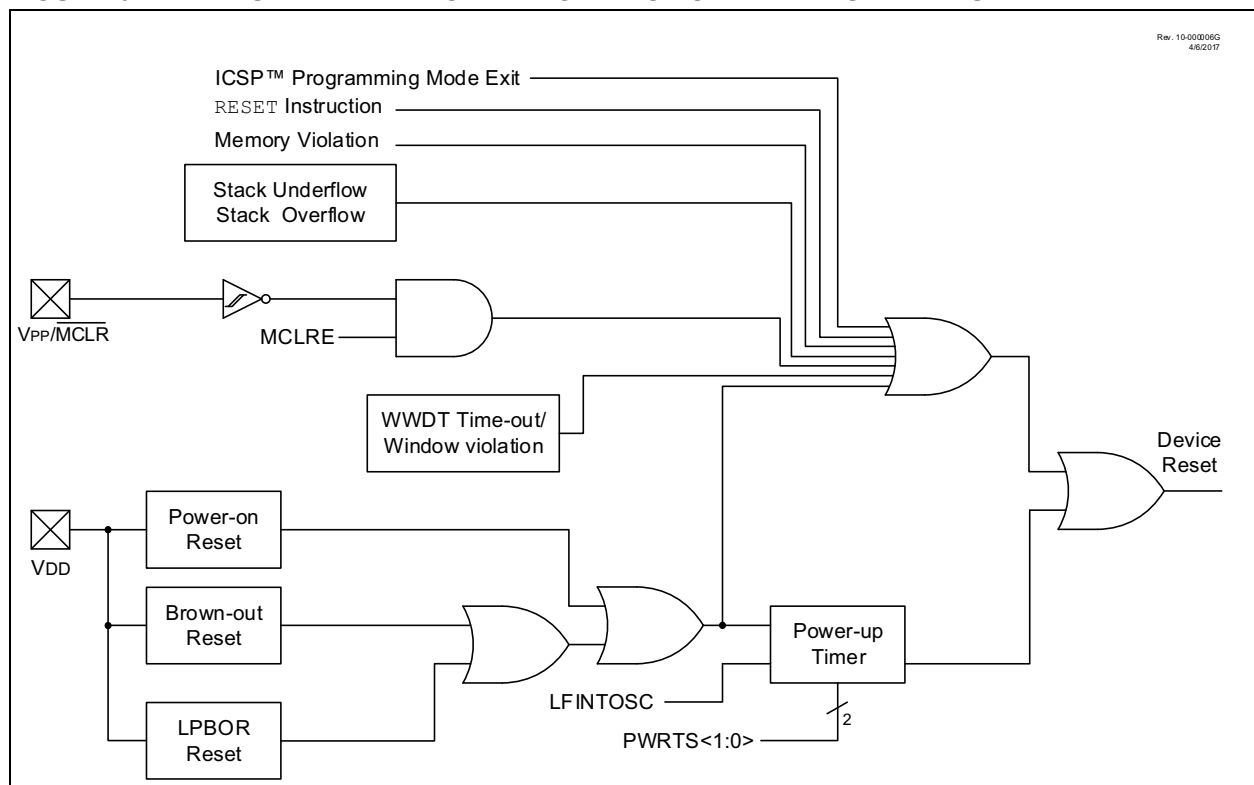 Rev. 10-000006G
4/6/2017
ICSP™ Programming Mode Exit
RESET Instruction
Memory Violation
Stack Underflow
Stack Overflow
VPP/MCLR
MCLRE
WWDT Time-out/
Window violation
Device
Reset
Power-on
Reset
VDD
Brown-out
Reset
Power-up
Timer
LFINTOSC
2
LPBOR
Reset
PWRTS<1:0>